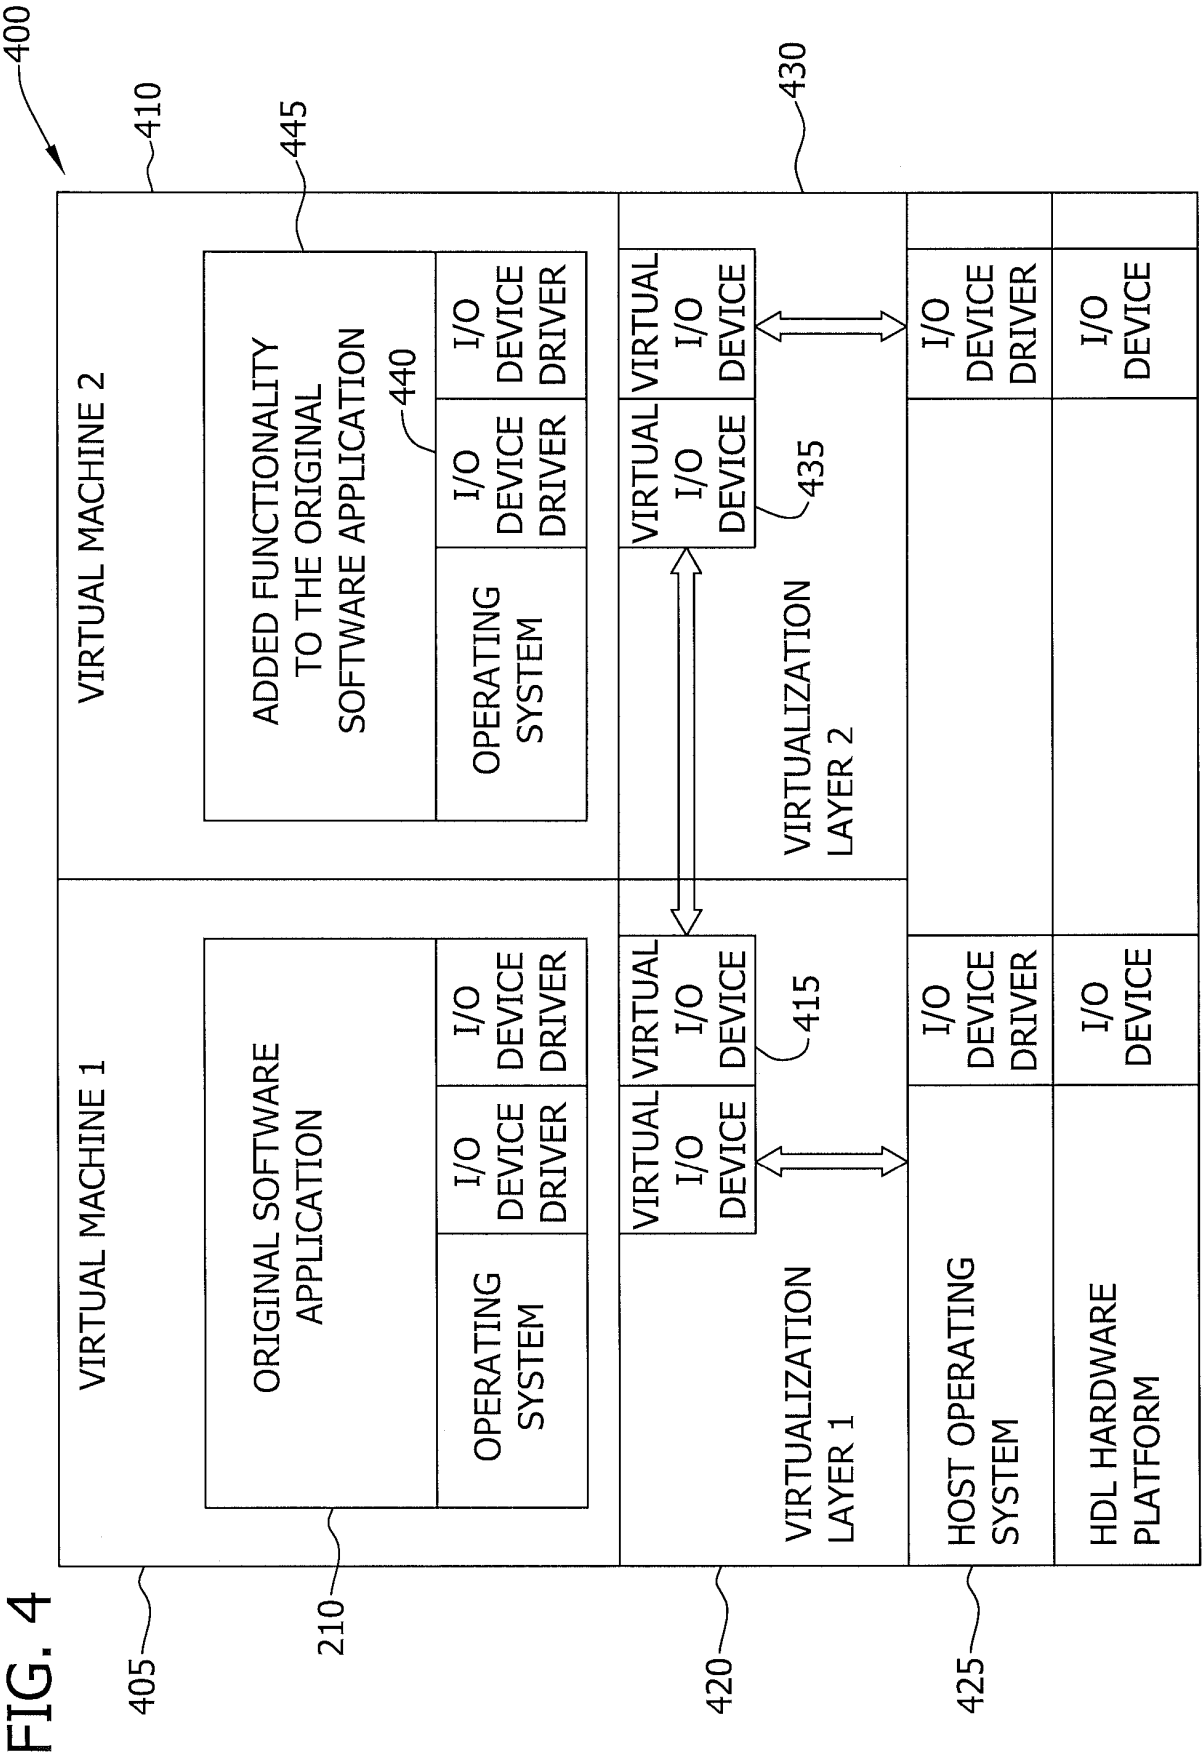 FIG. 4
400
VIRTUAL MACHINE 1
VIRTUAL MACHINE 2
405
410
ORIGINAL SOFTWARE
APPLICATION
ADDED FUNCTIONALITY
TO THE ORIGINAL
SOFTWARE APPLICATION
210
445
440
OPERATING
SYSTEM
I/O
DEVICE
DRIVER
I/O
DEVICE
DRIVER
OPERATING
SYSTEM
I/O
DEVICE
DRIVER
I/O
DEVICE
DRIVER
VIRTUAL
I/O
DEVICE
VIRTUAL
I/O
DEVICE
VIRTUAL
I/O
DEVICE
VIRTUAL
I/O
DEVICE
415
435
420
430
VIRTUALIZATION
LAYER 1
VIRTUALIZATION
LAYER 2
425
HOST OPERATING
SYSTEM
I/O
DEVICE
DRIVER
I/O
DEVICE
DRIVER
HDL HARDWARE
PLATFORM
I/O
DEVICE
I/O
DEVICE